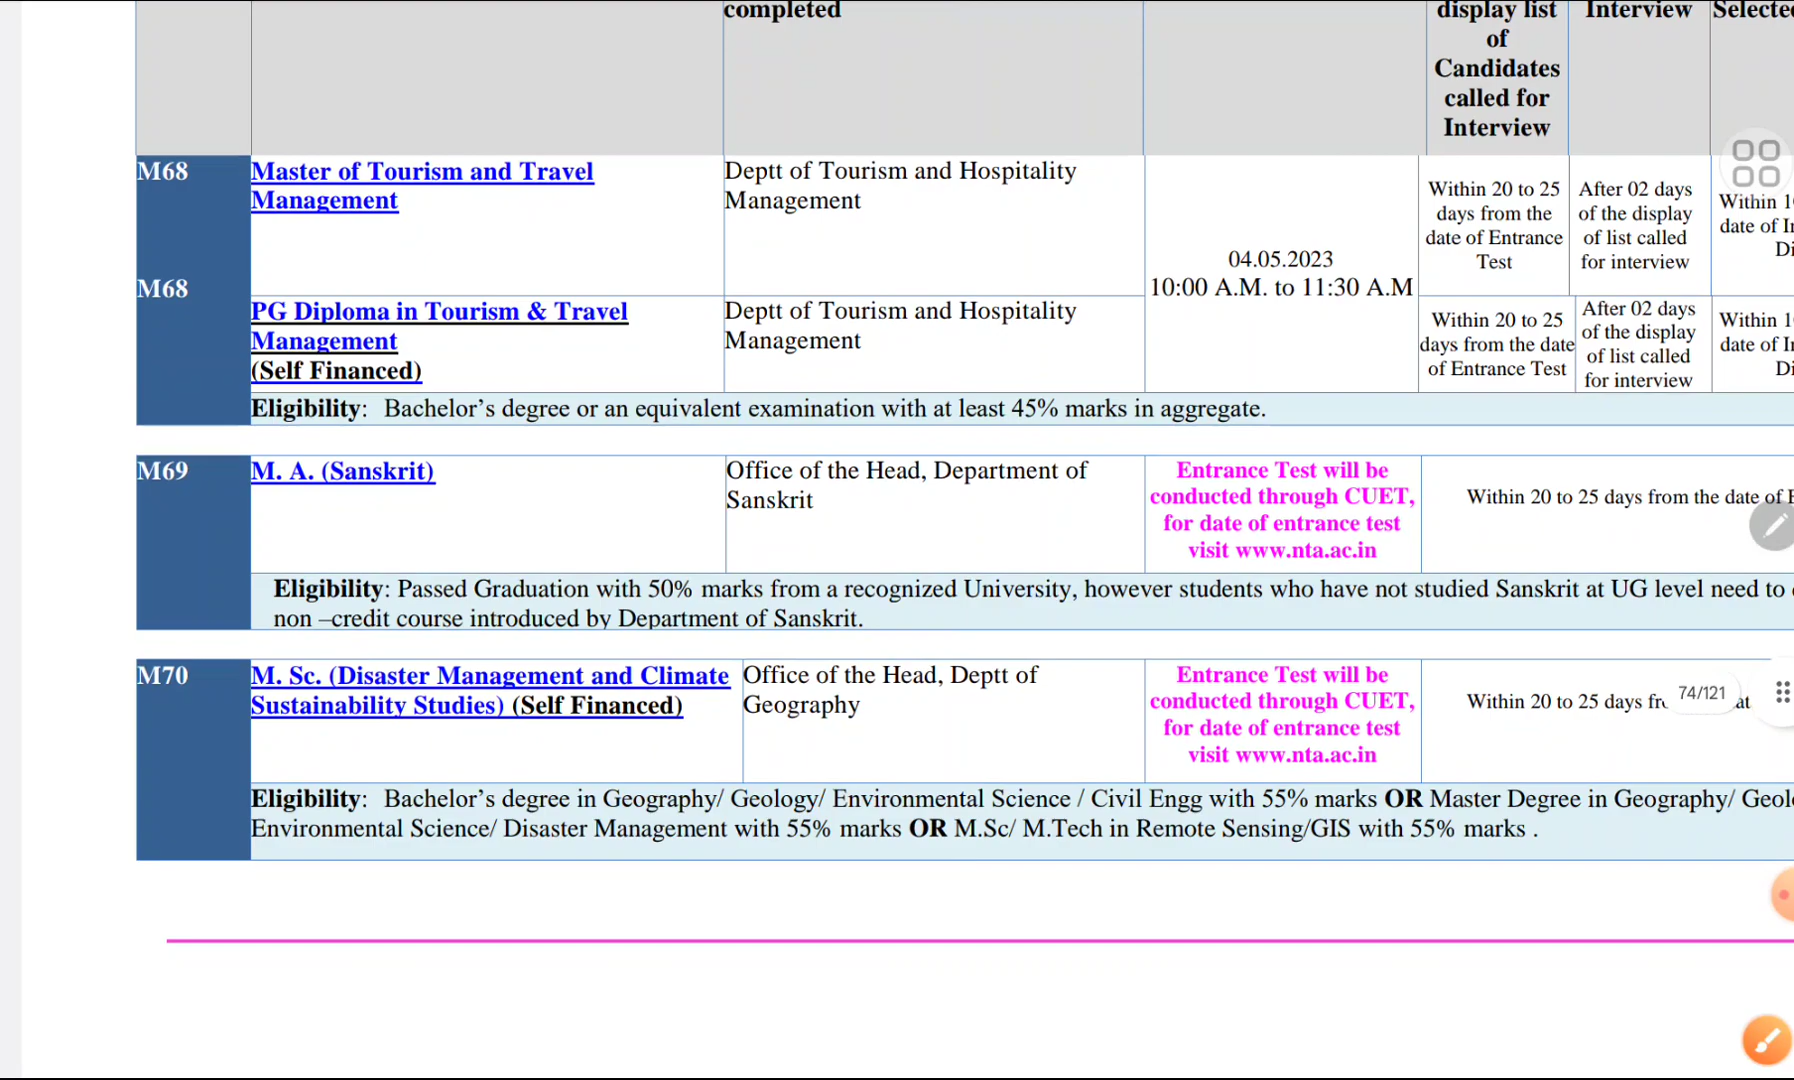 completed
display list
of
Candidates
called for
Interview
Interview
M68
Master of Tourism and Travel
Management
Deptt of Tourism and Hospitality
Management
04.05.2023
10:00 A.M. to 11:30 A.M
Within 20 to 25
days from the
date of Entrance
Test
After 02 days
of the display
of list called
for interview
Within
date of
M68
PG Diploma in Tourism & Travel
Management
(Self Financed)
Deptt of Tourism and Hospitality
Management
Within 20 to 25
days from the date
of Entrance Test
After 02 days
of the display
of list called
for interview
Within
date of
Eligibility: Bachelor’s degree or an equivalent examination with at least 45% marks in aggregate.
M69
M. A. (Sanskrit)
Office of the Head, Department of
Sanskrit
Entrance Test will be
conducted through CUET,
for date of entrance test
visit www.nta.ac.in
Within 20 to 25 days from the date of
Eligibility: Passed Graduation with 50% marks from a recognized University, however students who have not studied Sanskrit at UG level need to
non –credit course introduced by Department of Sanskrit.
M70
M. Sc. (Disaster Management and Climate
Sustainability Studies) (Self Financed)
Office of the Head, Deptt of
Geography
Entrance Test will be
conducted through CUET,
for date of entrance test
visit www.nta.ac.in
Within 20 to 25 days
74/121
Eligibility: Bachelor’s degree in Geography/ Geology/ Environmental Science / Civil Engg with 55% marks OR Master Degree in Geography/
Environmental Science/ Disaster Management with 55% marks OR M.Sc/ M.Tech in Remote Sensing/GIS with 55% marks .